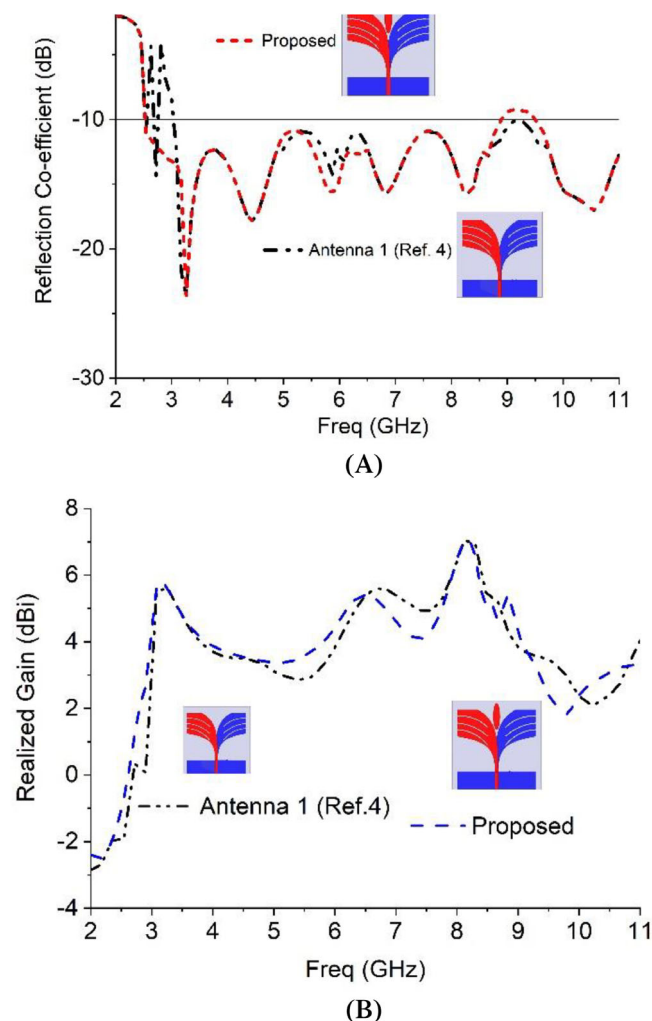 Proposed
Reflection Co-efficient (dB)
-10
-20
-30
Antenna 1 (Ref. 4)
2 3 4 5 6 7 8 9 10 11
Freq (GHz)
(A)
8
6
4
2
0
-2
-4
Realized Gain (dBi)
Antenna 1 (Ref.4)
Proposed
2 3 4 5 6 7 8 9 10 11
Freq (GHz)
(B)